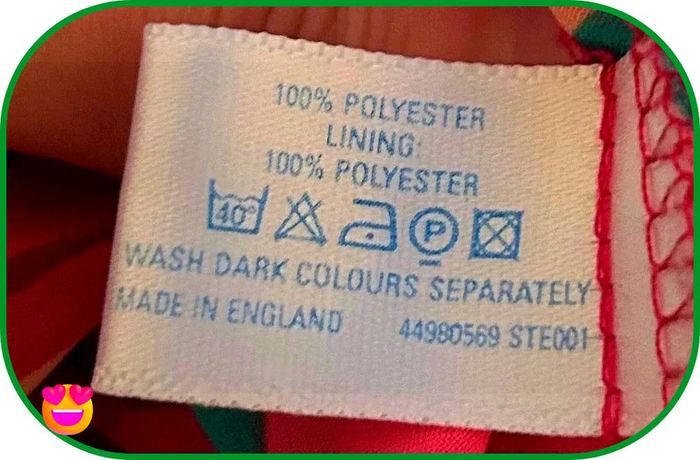 100% POLYESTER
LINING:
100% POLYESTER
40° P
WASH DARK COLOURS SEPARATELY
MADE IN ENGLAND 44980569 STE001